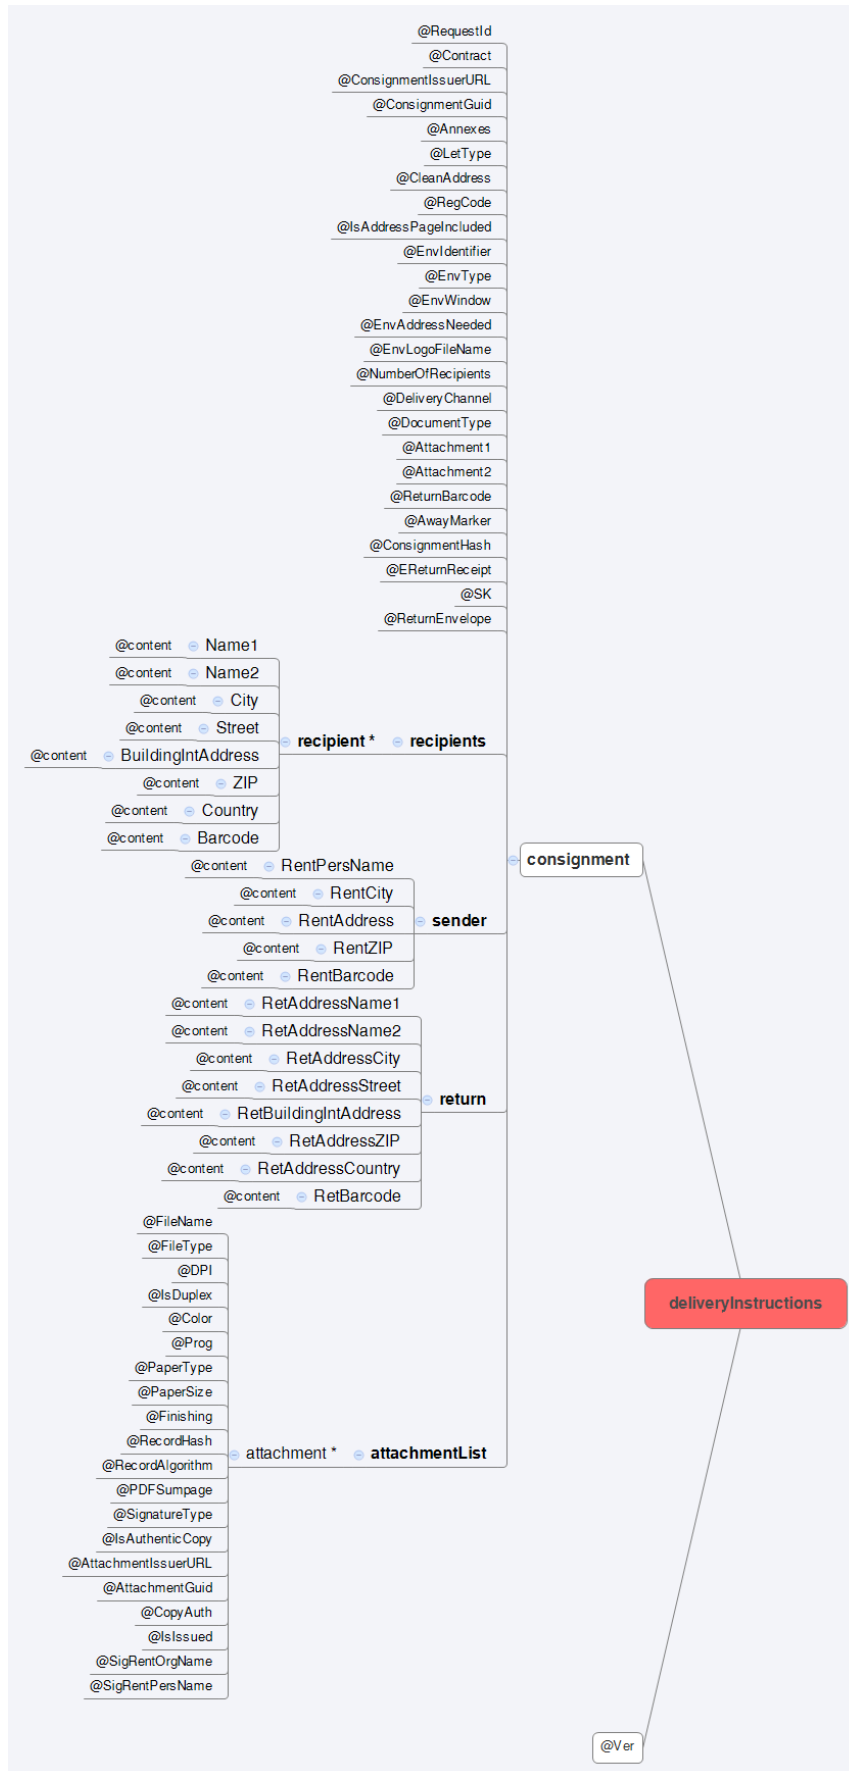 @RequestId
@Contract
@ConsignmentIssuerURL
@ConsignmentGuid
@Annexes
@LetType
@CleanAddress
@RegCode
@IsAddressPageIncluded
@EnvIdentifier
@EnvType
@EnvWindow
@EnvAddressNeeded
@EnvLogoFileName
@NumberOfRecipients
@DeliveryChannel
@DocumentType
@Attachment1
@Attachment2
@ReturnBarcode
@AwayMarker
@ConsignmentHash
@EReturnReceipt
@SK
@ReturnEnvelope
@content Name1
@content Name2
@content City
@content Street
recipient * recipients
@content BuildingIntAddress
@content ZIP
@content Country
@content Barcode
consignment
@content RentPersName
@content RentCity
@content RentAddress sender
@content RentZIP
@content RentBarcode
@content RetAddressName1
@content RetAddressName2
@content RetAddressCity
@content RetAddressStreet
return
@content RetBuildingIntAddress
@content RetAddressZIP
@content RetAddressCountry
@content RetBarcode
@FileName
@FileType
@DPI
@IsDuplex
deliveryInstructions
@Color
@Prog
@PaperType
@PaperSize
@Finishing
@RecordHash
attachment * attachmentList
@RecordAlgorithm
@PDFSumpage
@SignatureType
@IsAuthenticCopy
@AttachmentIssuerURL
@AttachmentGuid
@CopyAuth
@IsIssued
@SigRentOrgName
@SigRentPersName
@Ver